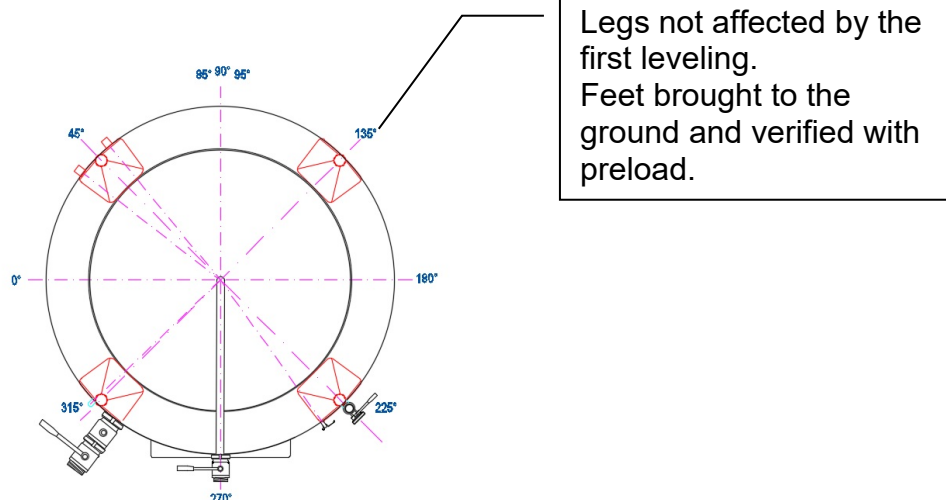 Legs not affected by the
first leveling.
Feet brought to the
ground and verified with
preload.
85° 90° 95°
45°
135°
0°
180°
315°
225°
270°